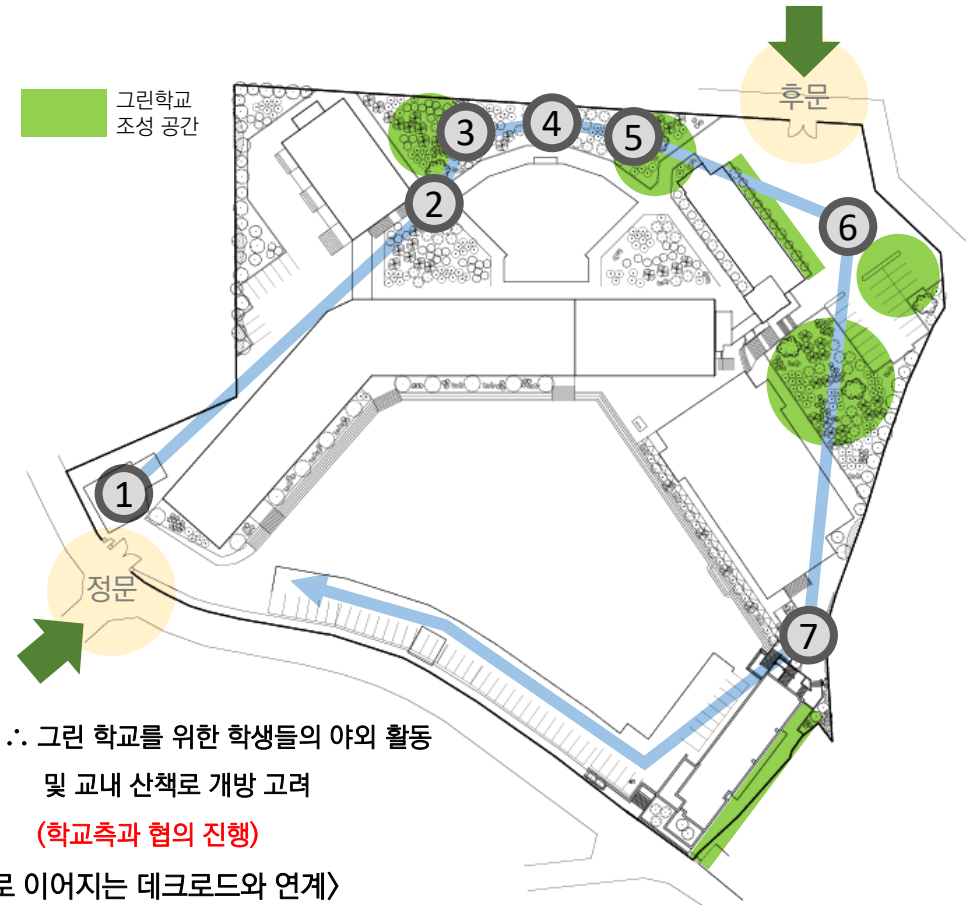 후문
그린학교
조성 공간
3
4
5
2
6
1
정문
7
∴ 그린 학교를 위한 학생들의 야외 활동
및 교내 산책로 개방 고려
(학교측과 협의 진행)
로 이어지는 데크로드와 연계〉